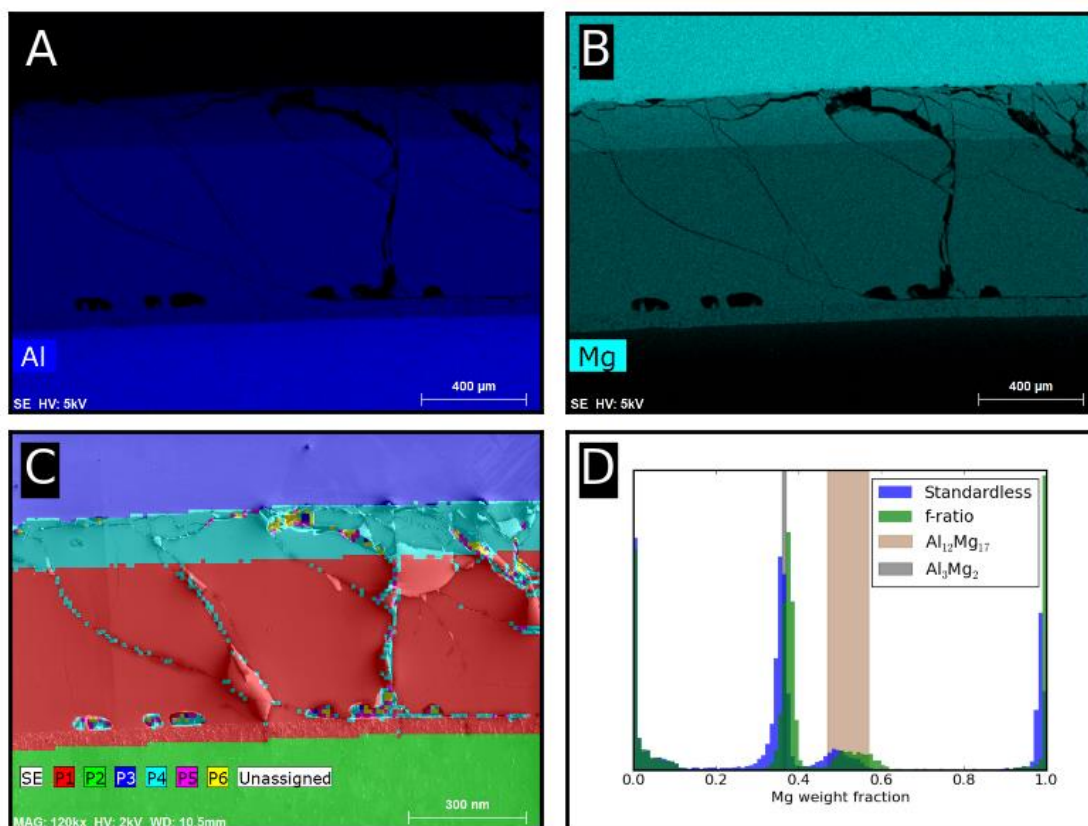 A
Al
400 µm
SE HV: 5kV
B
Mg
400 µm
SE HV: 5kV
C
SE P1 P2 P3 P4 P5 P6 Unassigned
300 nm
MAG: 120kx HV: 2kV WD: 10.5mm
D
Standardless
f-ratio
Al₁₂Mg₁₇
Al₃Mg₂
0.0 0.2 0.4 0.6 0.8 1.0
Mg weight fraction